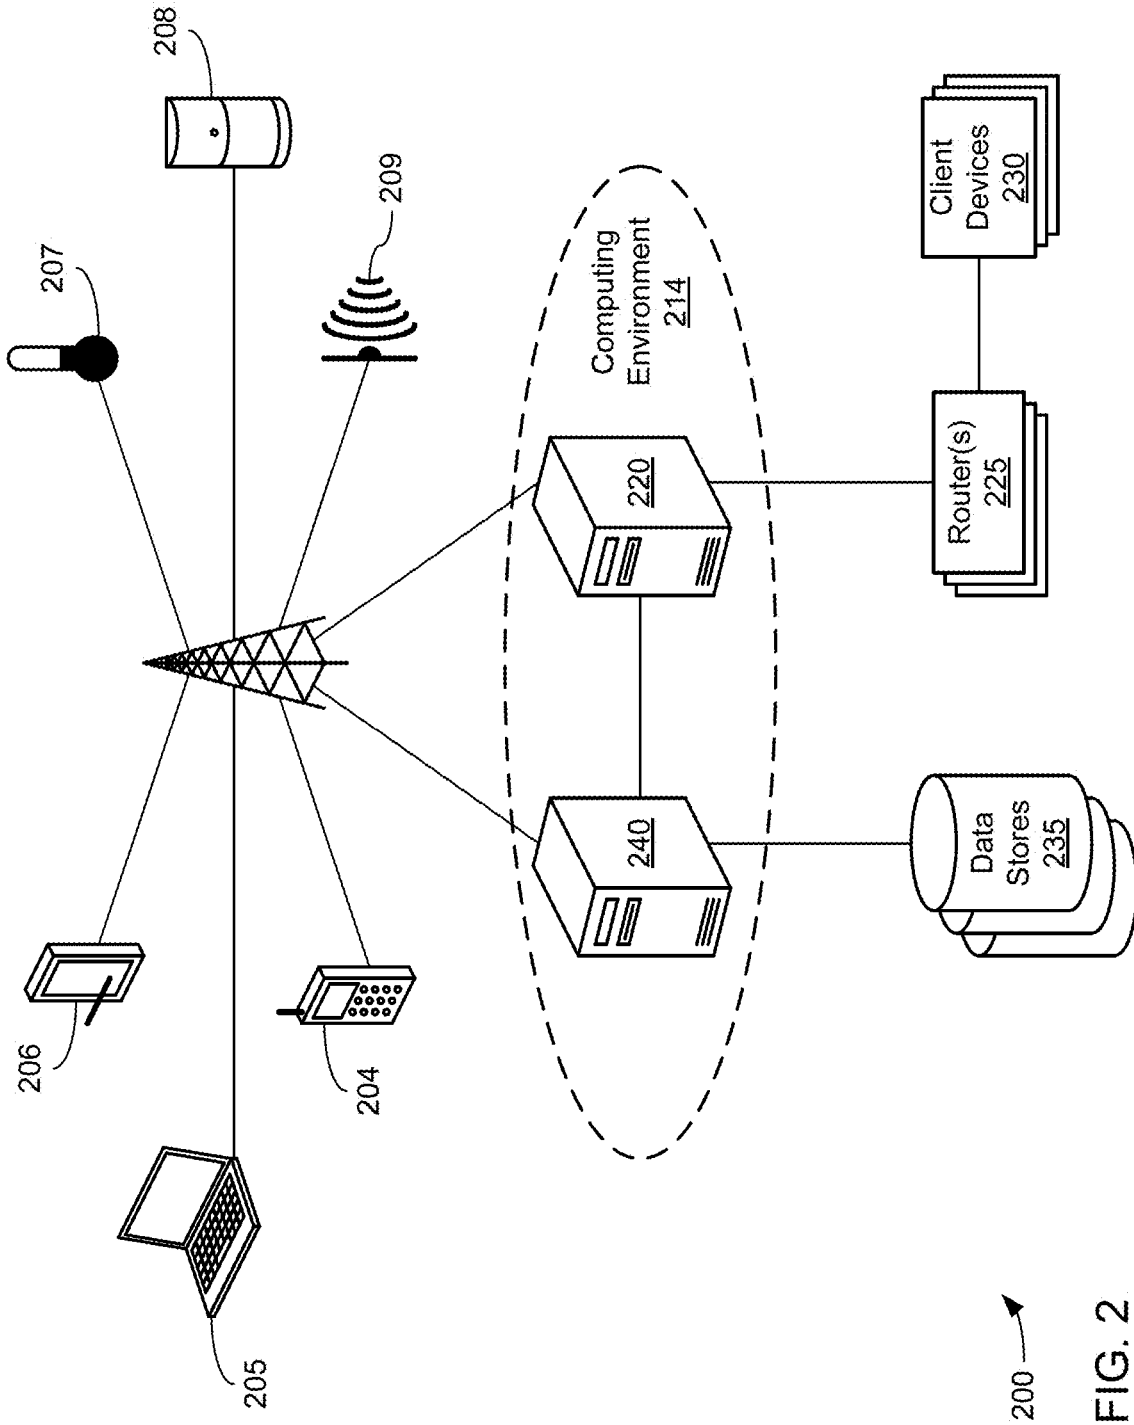 206
207
208
205
204
209
Computing
Environment
214
240
220
Data
Stores
235
Router(s)
225
Client
Devices
230
200
FIG. 2